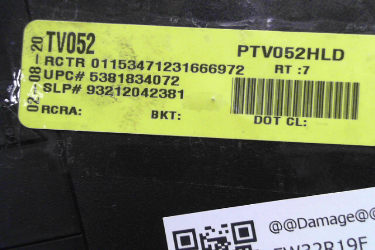 02-08-20
TV052 PTV052HLD
RCTR 01153471231666972 RT :7
UPC# 5381834072
SLP# 93212042381
RCRA: BKT: DOT CL:
@@Damage@@